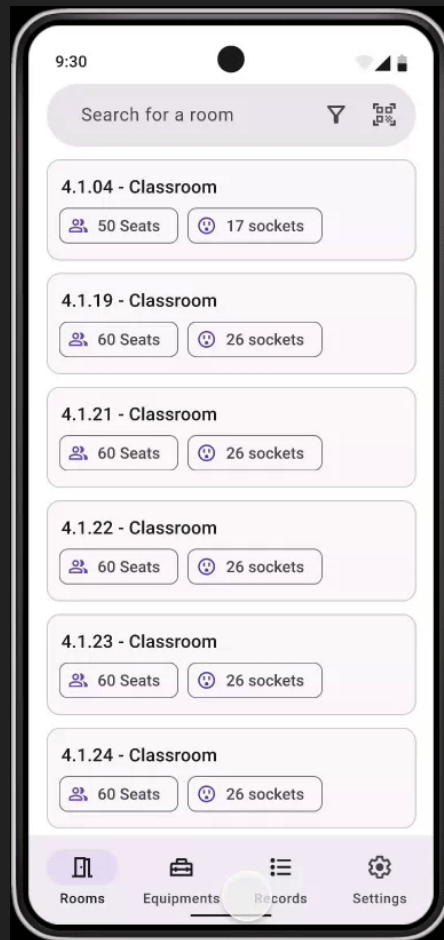 9:30
Search for a room
4.1.04 - Classroom
50 Seats 17 sockets
4.1.19 - Classroom
60 Seats 26 sockets
4.1.21 - Classroom
60 Seats 26 sockets
4.1.22 - Classroom
60 Seats 26 sockets
4.1.23 - Classroom
60 Seats 26 sockets
4.1.24 - Classroom
60 Seats 26 sockets
Rooms Equipments Records Settings